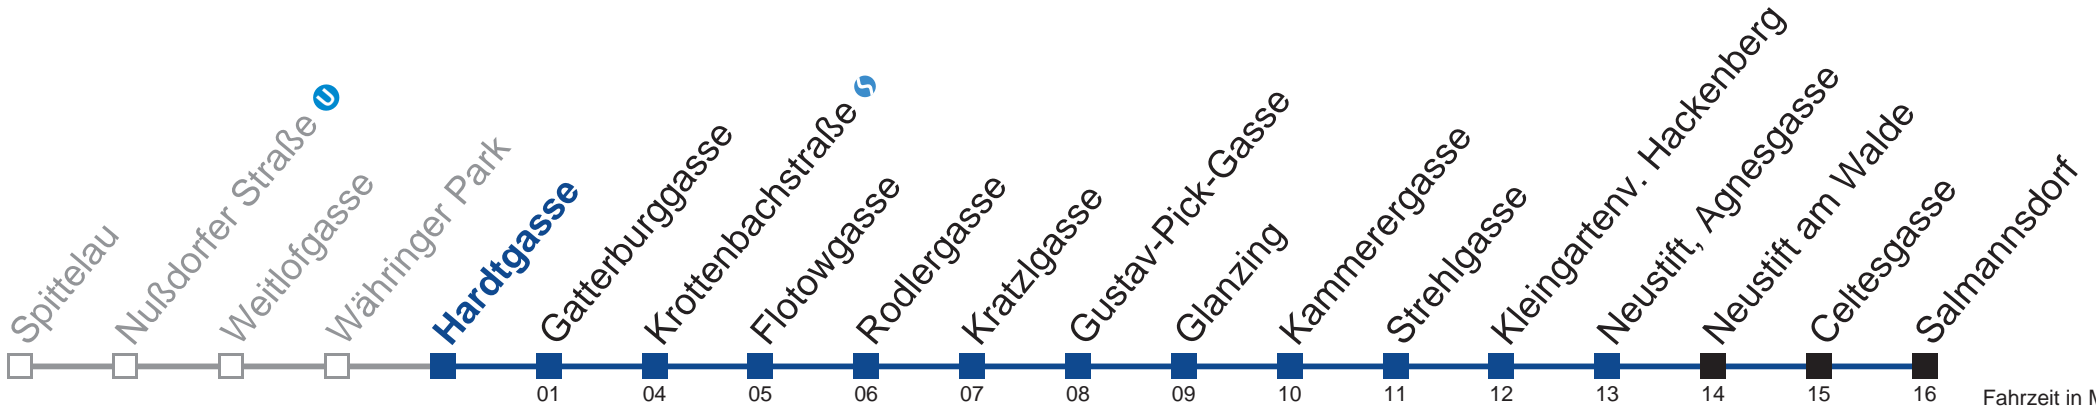 Spittelau
Nußdorfer Straße U
Weitlofgasse
Währinger Park
Hardtgasse
Gatterburggasse
Krottenbachstraße S
Flotowgasse
Rodlergasse
Kratzlgasse
Gustav-Pick-Gasse
Glanzing
Kammerergasse
Strehlgasse
Kleingartenv. Hackenberg
Neustift, Agnesgasse
Neustift am Walde
Celtesgasse
Salmannsdorf
01 04 05 06 07 08 09 10 11 12 13 14 15 16 Fahrzeit in M